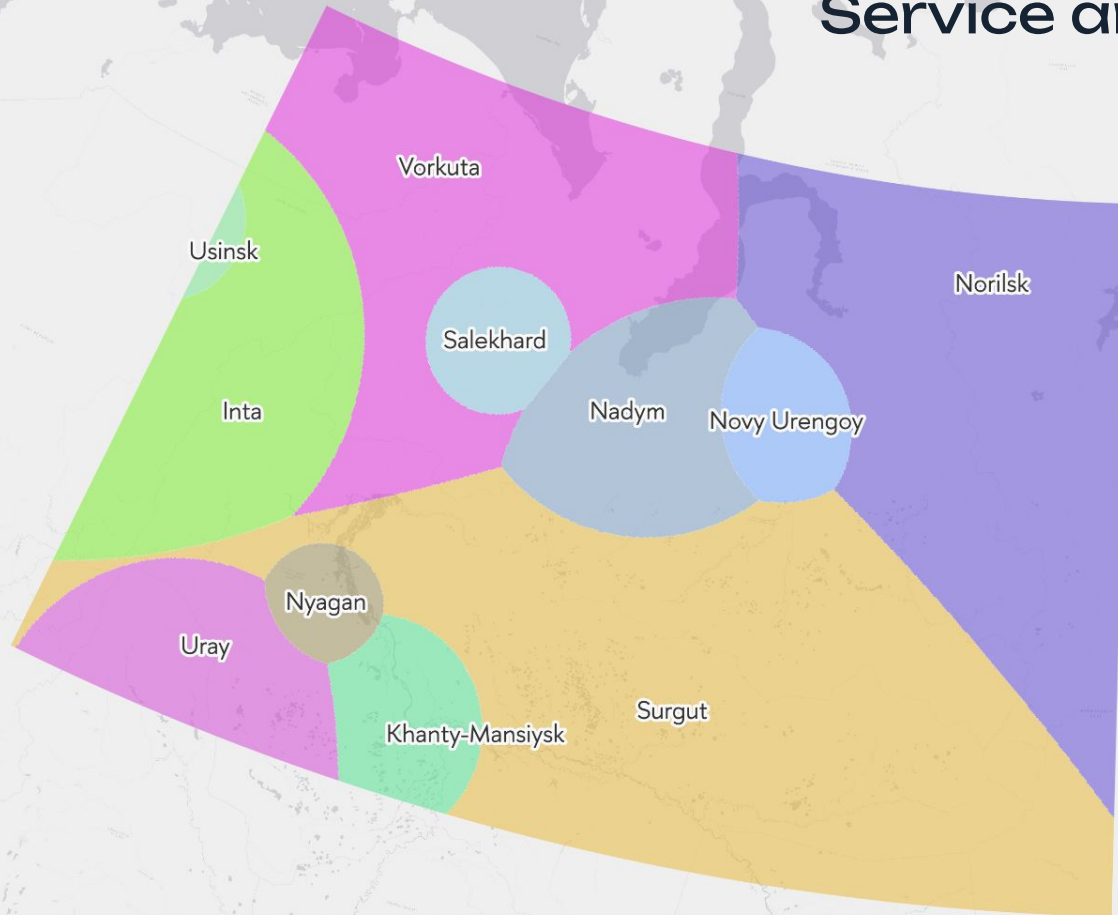 Service a
Vorkuta
Usinsk
Norilsk
Salekhard
Inta
Nadym
Novy Urengoy
Nyagan
Uray
Surgut
Khanty-Mansiysk